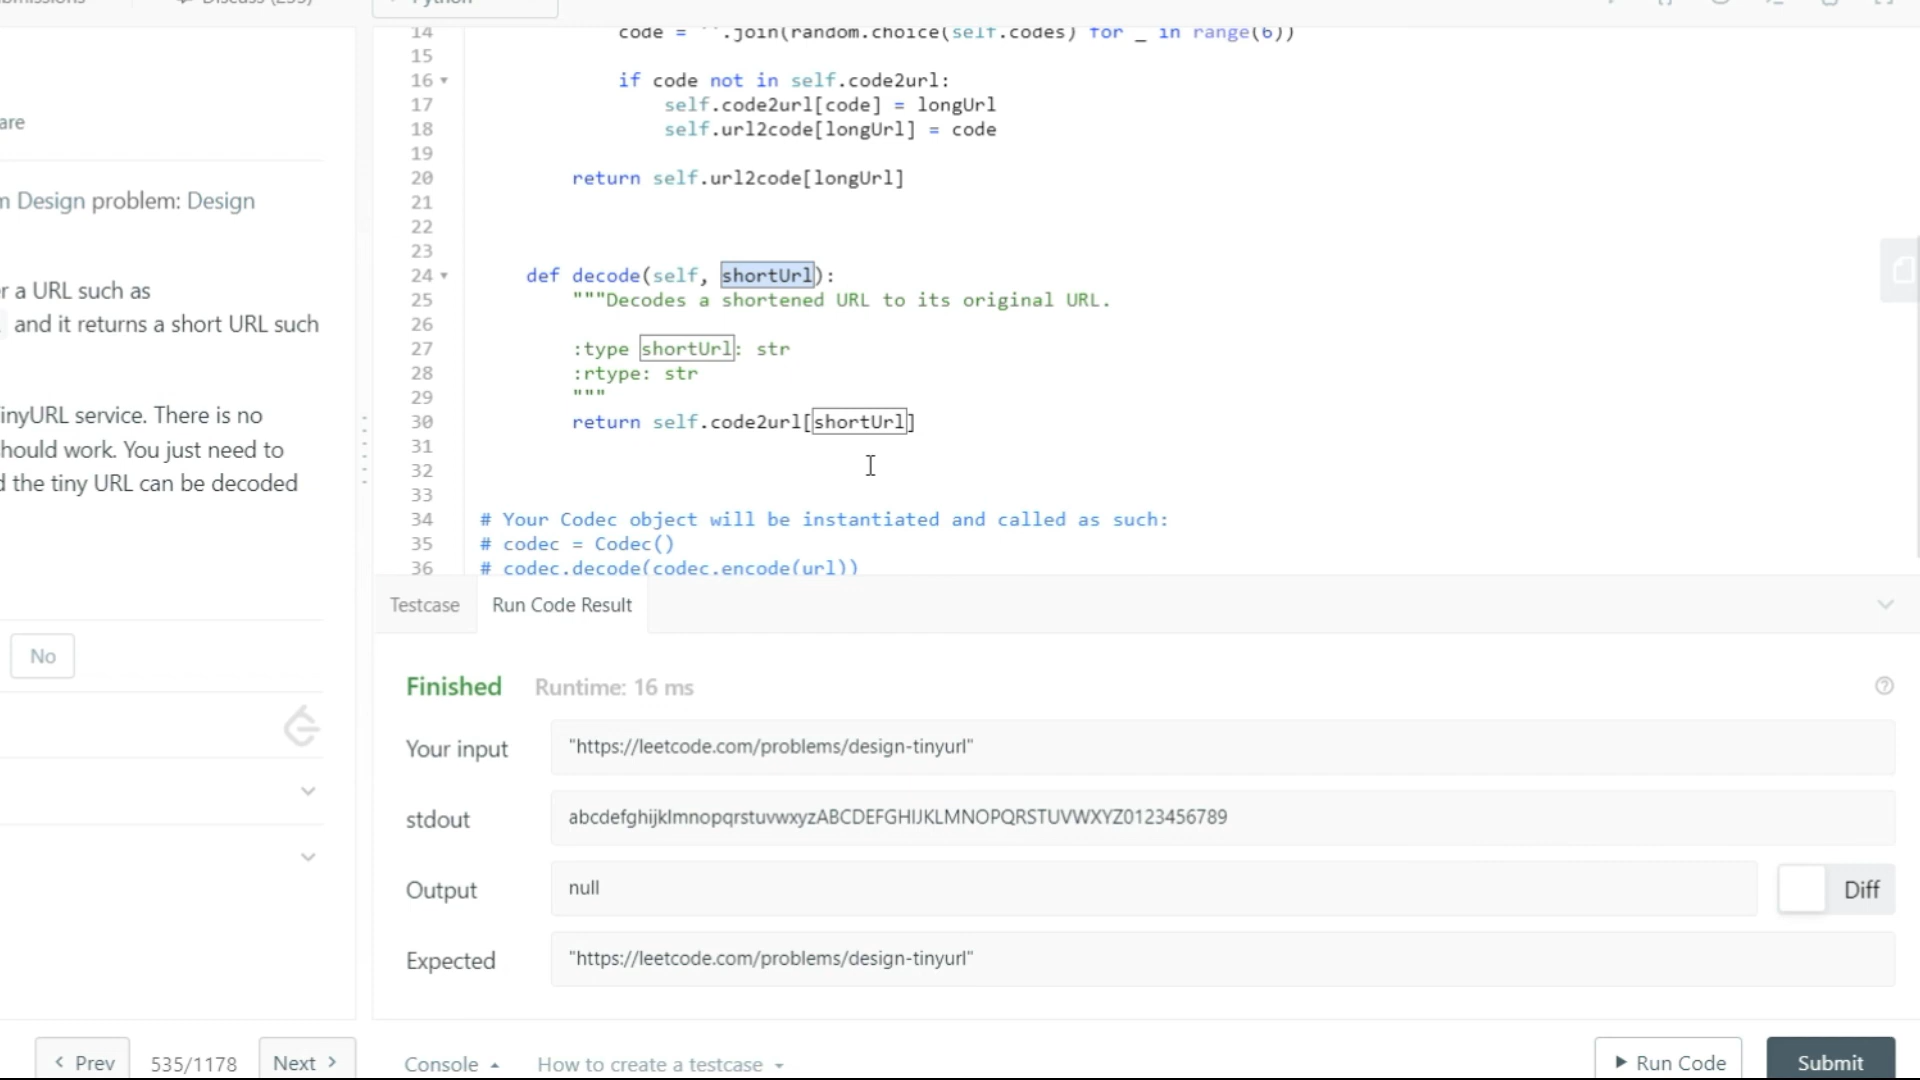 Discuss (255)
Python
are
m Design problem: Design
r a URL such as
and it returns a short URL such
inyURL service. There is no
hould work. You just need to
d the tiny URL can be decoded
No
< Prev
535/1178
Next >
14 code = ''.join(random.choice(self.codes) for _ in range(6))
15
16 if code not in self.code2url:
17 self.code2url[code] = longUrl
18 self.url2code[longUrl] = code
19
20 return self.url2code[longUrl]
21
22
23
24 def decode(self, shortUrl):
25 """Decodes a shortened URL to its original URL.
26
27 :type shortUrl: str
28 :rtype: str
29 """
30 return self.code2url[shortUrl]
31
32
33
34 # Your Codec object will be instantiated and called as such:
35 # codec = Codec()
36 # codec.decode(codec.encode(url))
Testcase
Run Code Result
Finished
Runtime: 16 ms
Your input
"https://leetcode.com/problems/design-tinyurl"
stdout
abcdefghijklmnopqrstuvwxyzABCDEFGHIJKLMNOPQRSTUVWXYZ0123456789
Output
null
Diff
Expected
"https://leetcode.com/problems/design-tinyurl"
Console
How to create a testcase
Run Code
Submit